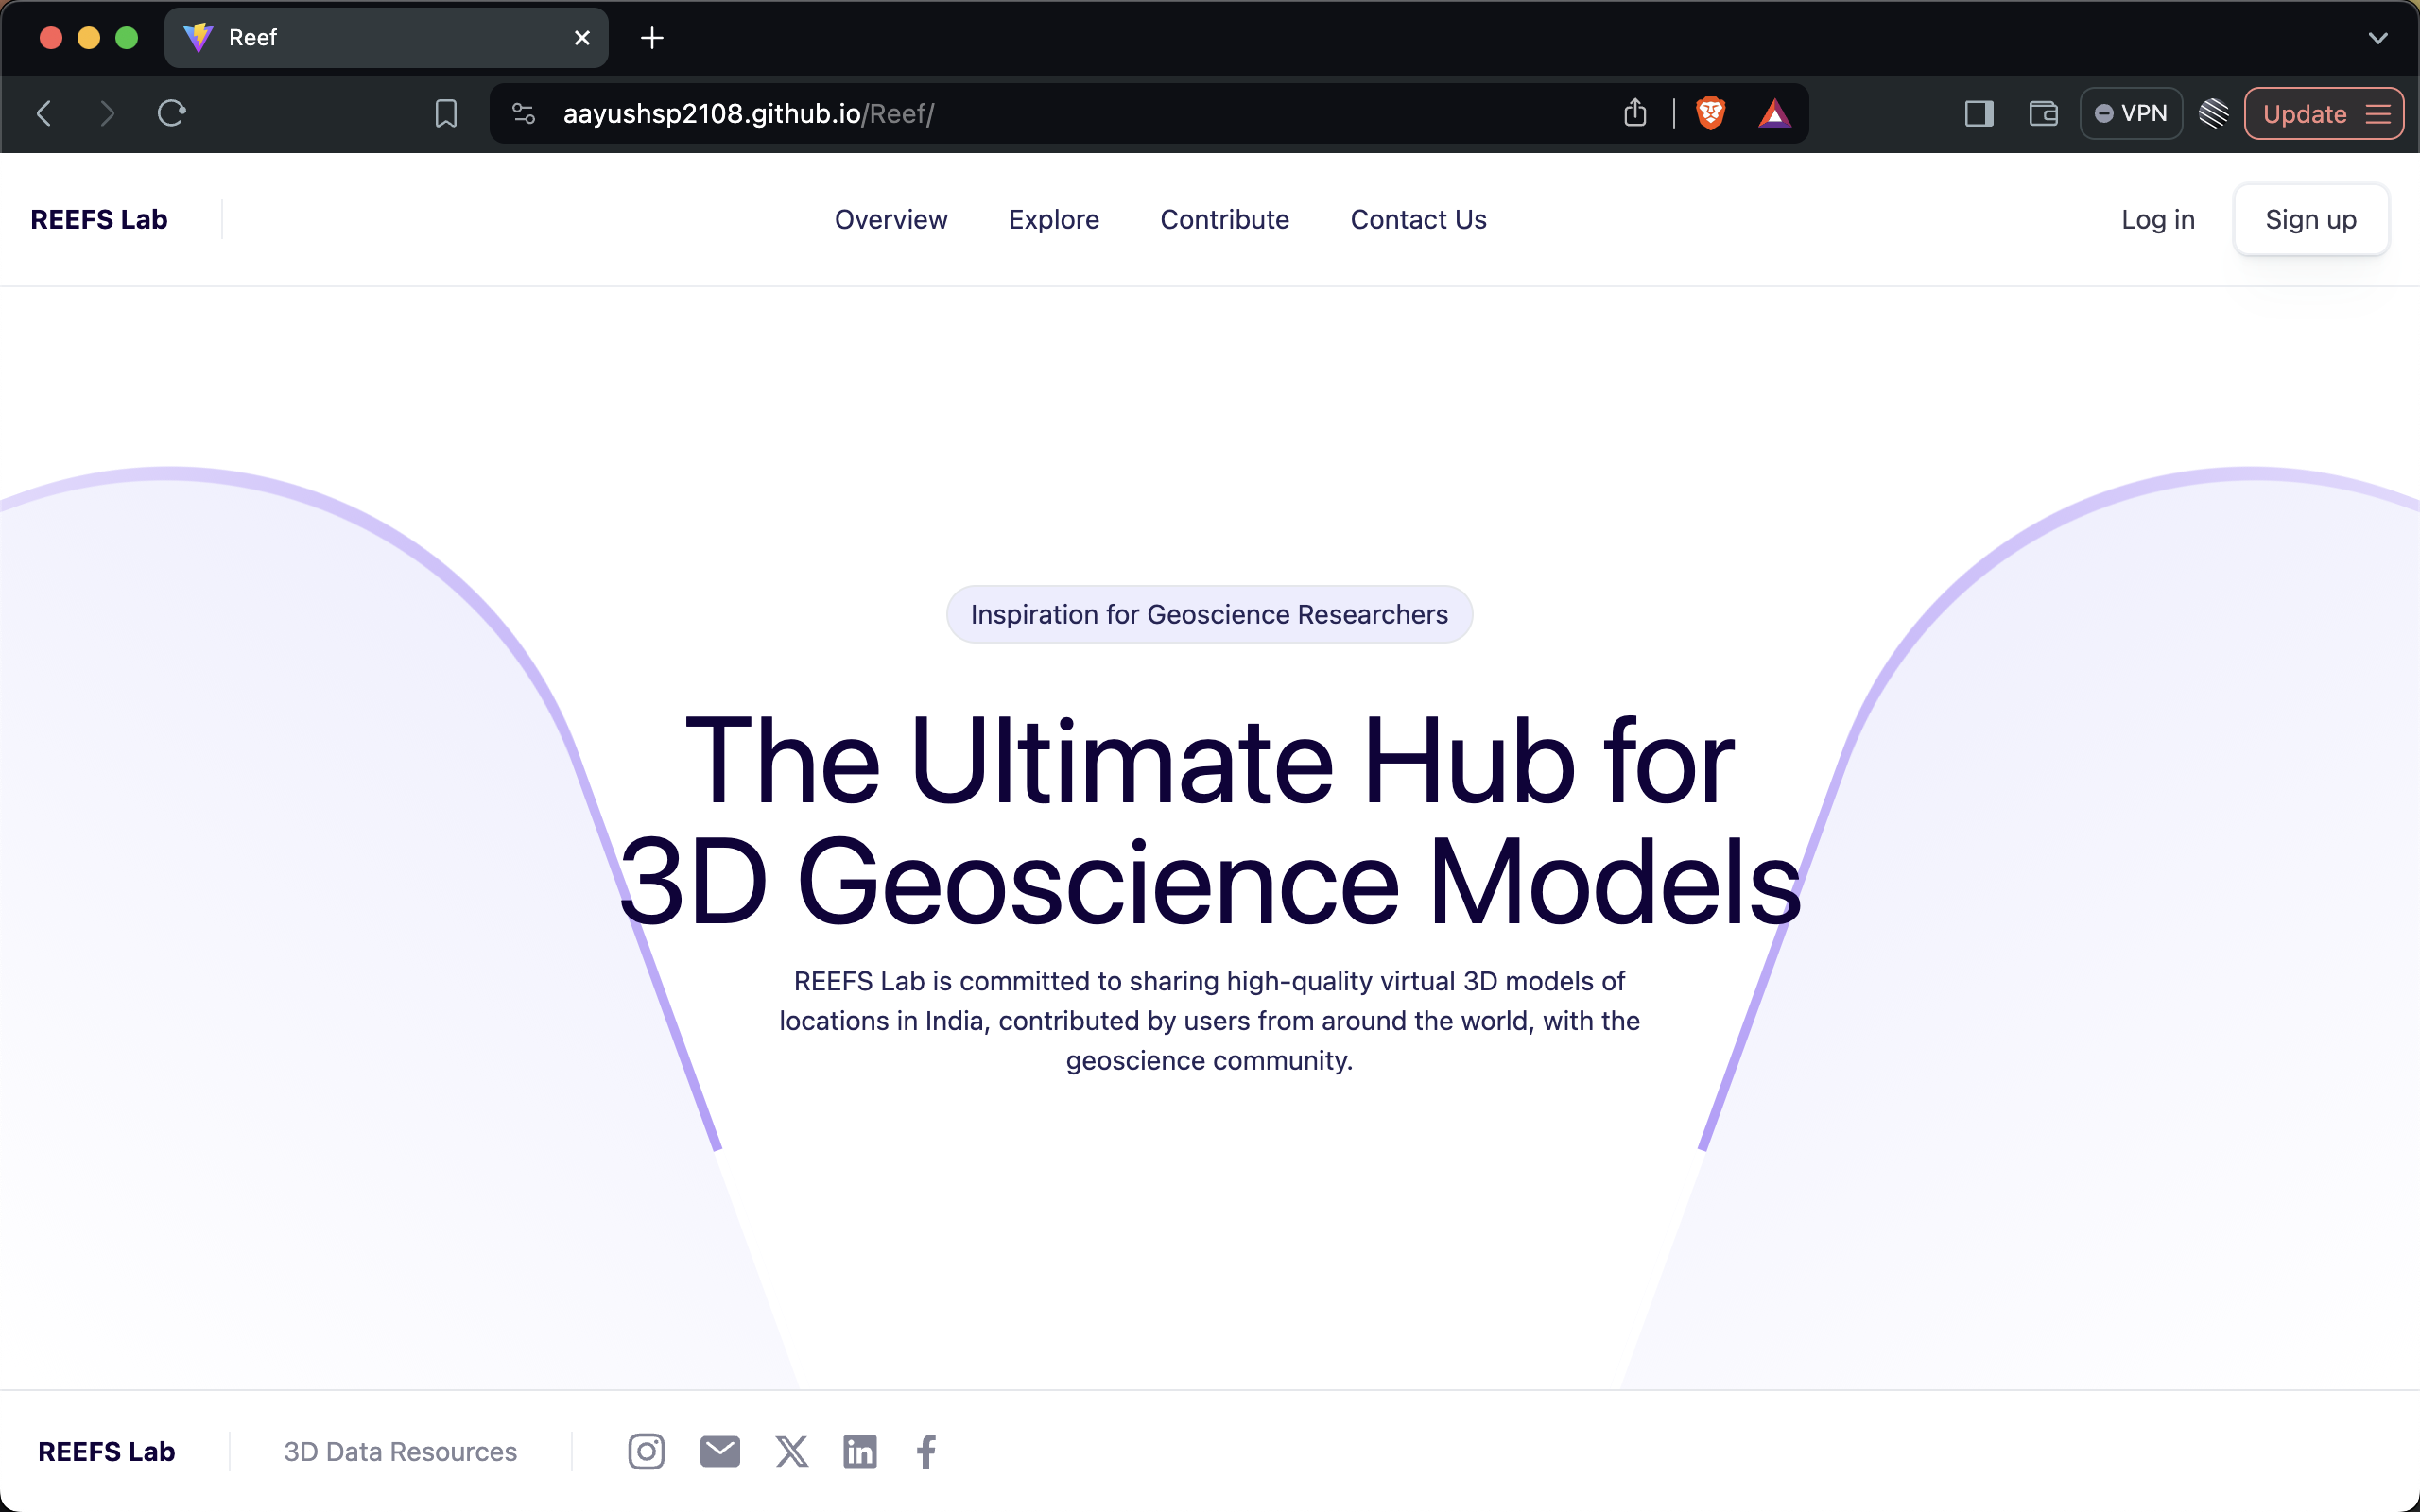 Reef
aayushsp2108.github.io/Reef/
VPN
Update
REEFS Lab
Overview
Explore
Contribute
Contact Us
Log in
Sign up
Inspiration for Geoscience Researchers
The Ultimate Hub for
3D Geoscience Models
REEFS Lab is committed to sharing high-quality virtual 3D models of
locations in India, contributed by users from around the world, with the
geoscience community.
REEFS Lab
3D Data Resources